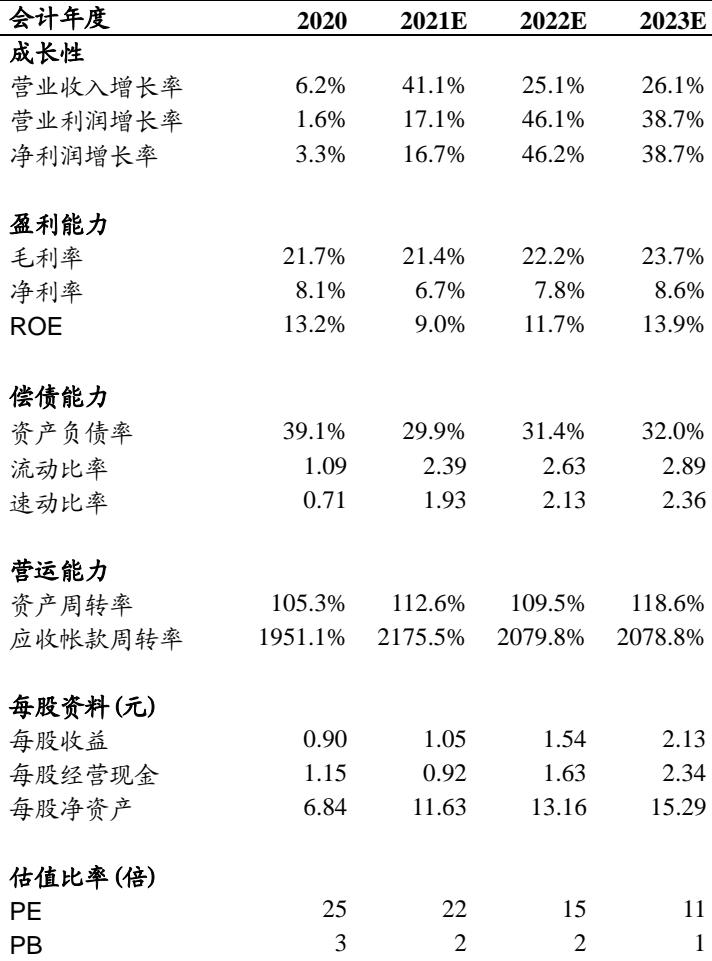 会计年度 2020 2021E 2022E 2023E
成长性
营业收入增长率 6.2% 41.1% 25.1% 26.1%
营业利润增长率 1.6% 17.1% 46.1% 38.7%
净利润增长率 3.3% 16.7% 46.2% 38.7%
盈利能力
毛利率 21.7% 21.4% 22.2% 23.7%
净利率 8.1% 6.7% 7.8% 8.6%
ROE 13.2% 9.0% 11.7% 13.9%
偿债能力
资产负债率 39.1% 29.9% 31.4% 32.0%
流动比率 1.09 2.39 2.63 2.89
速动比率 0.71 1.93 2.13 2.36
营运能力
资产周转率 105.3% 112.6% 109.5% 118.6%
应收帐款周转率 1951.1% 2175.5% 2079.8% 2078.8%
每股资料(元)
每股收益 0.90 1.05 1.54 2.13
每股经营现金 1.15 0.92 1.63 2.34
每股净资产 6.84 11.63 13.16 15.29
估值比率(倍)
PE 25 22 15 11
PB 3 2 2 1